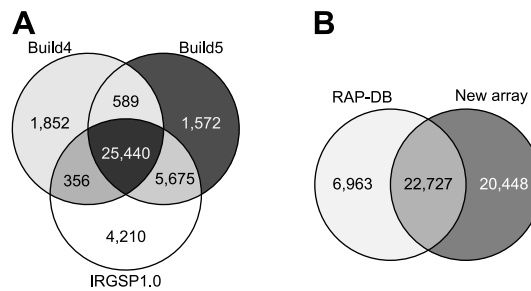 A
Build4
Build5
589
1,852
1,572
25,440
356
5,675
4,210
IRGSP1.0
B
RAP-DB
New array
6,963
22,727
20,448